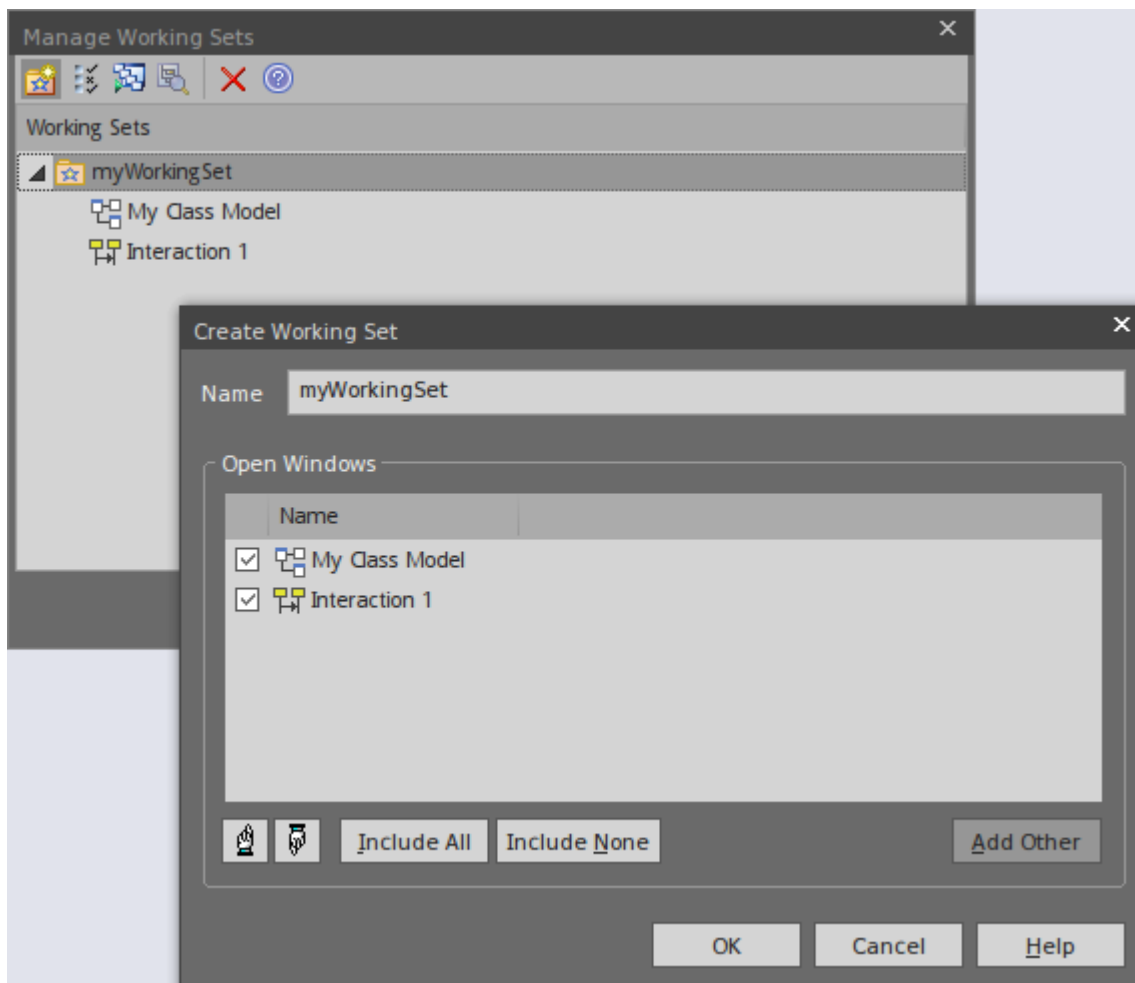 Manage Working Sets
Working Sets
myWorkingSet
My Class Model
Interaction 1
Create Working Set
Name myWorkingSet
Open Windows
Name
My Class Model
Interaction 1
Include All Include None Add Other
OK Cancel Help